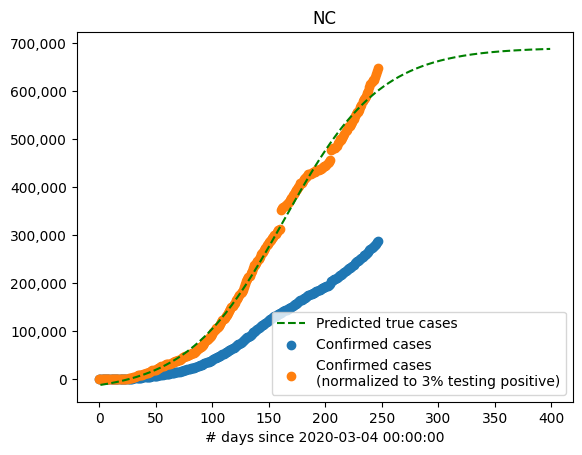 NC
700,000
600,000
500,000
400,000
300,000
200,000
100,000
0
0 50 100 150 200 250 300 350 400
# days since 2020-03-04 00:00:00
Predicted true cases
Confirmed cases
Confirmed cases
(normalized to 3% testing positive)